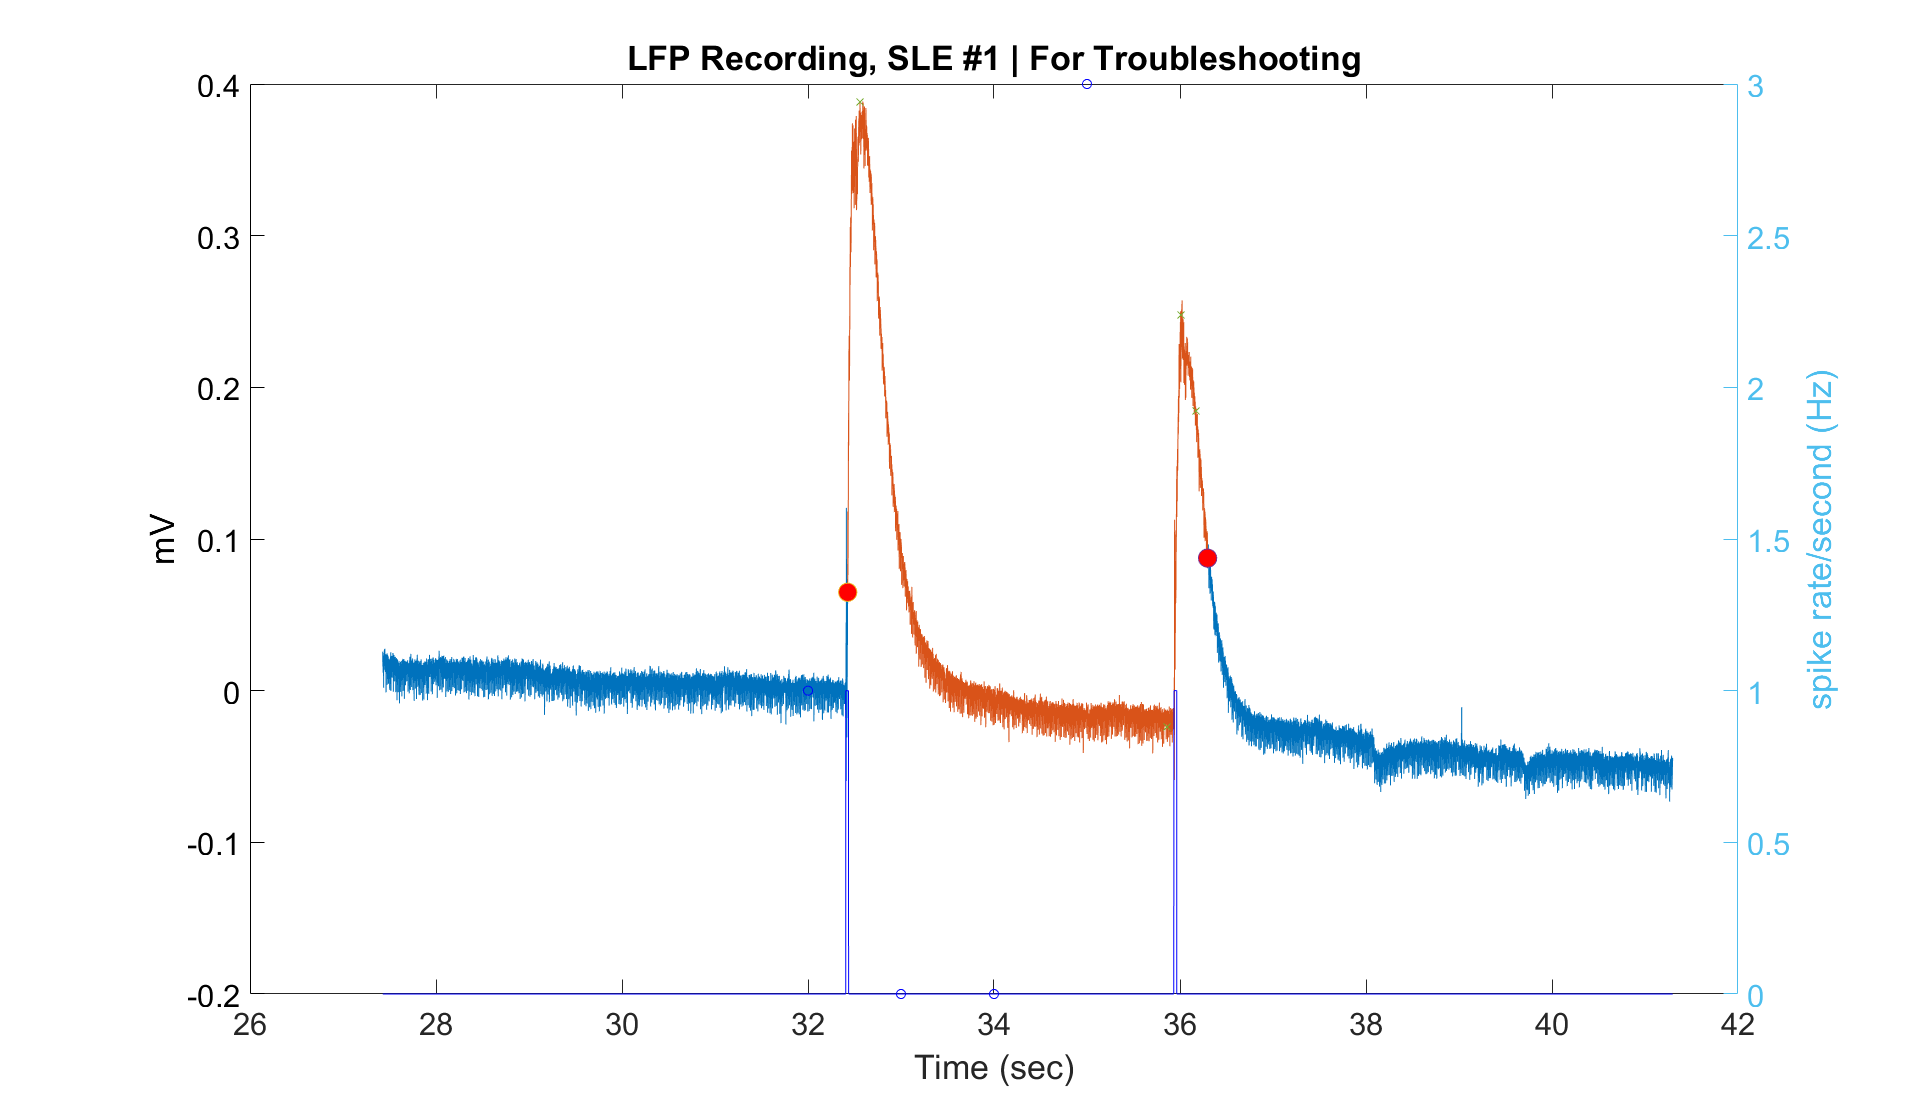 LFP Recording, SLE #1 | For Troubleshooting
0.4
0.3
0.2
0.1
0
-0.1
-0.2
mV
3
2.5
2
1.5
1
0.5
0
spike rate/second (Hz)
26 28 30 32 34 36 38 40 42
Time (sec)